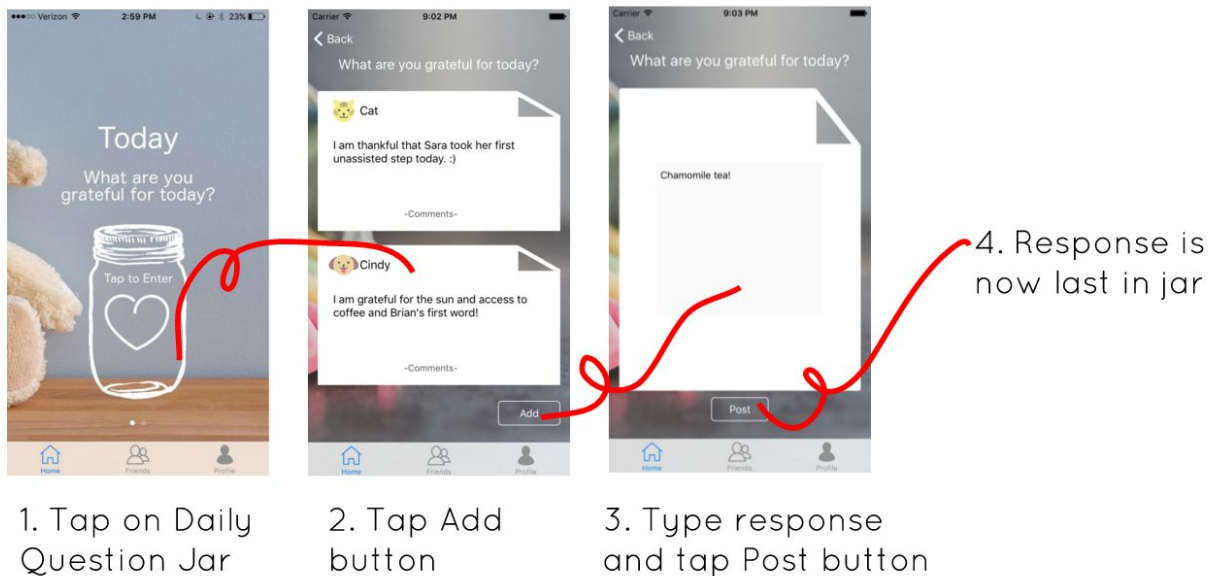 Verizon 2:59 PM 23%
Today
What are you
grateful for today?
Tap to Enter
Home Friends Profile
1. Tap on Daily
Question Jar
Carrier 9:02 PM
Back
What are you grateful for today?
Cat
I am thankful that Sara took her first
unassisted step today. :)
-Comments-
Cindy
I am grateful for the sun and access to
coffee and Brian's first word!
-Comments-
Add
Home Friends Profile
2. Tap Add
button
Carrier 9:03 PM
Back
What are you grateful for today?
Chamomile tea!
Post
Home Friends Profile
3. Type response
and tap Post button
4. Response is
now last in jar